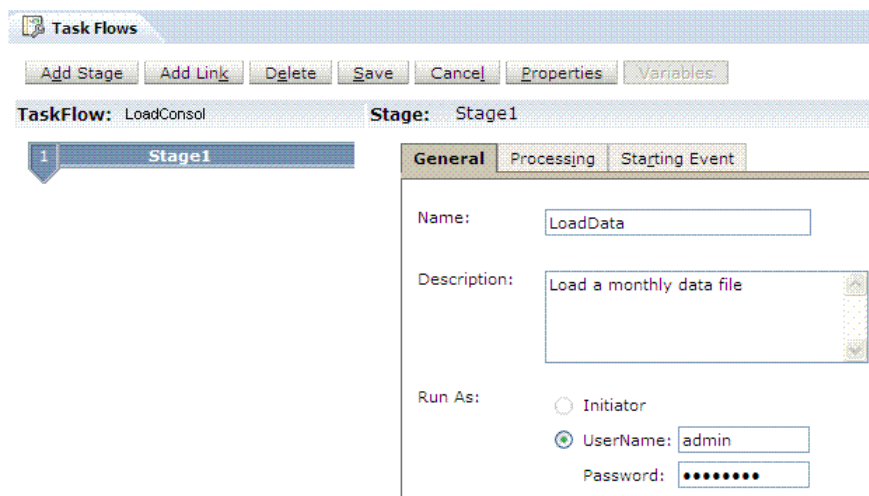 Task Flows
Add Stage Add Link Delete Save Cancel Properties Variables
TaskFlow: LoadConsol Stage: Stage1
1 Stage1
General Processing Starting Event
Name: LoadData
Description: Load a monthly data file
Run As: Initiator
UserName: admin
Password: ••••••••